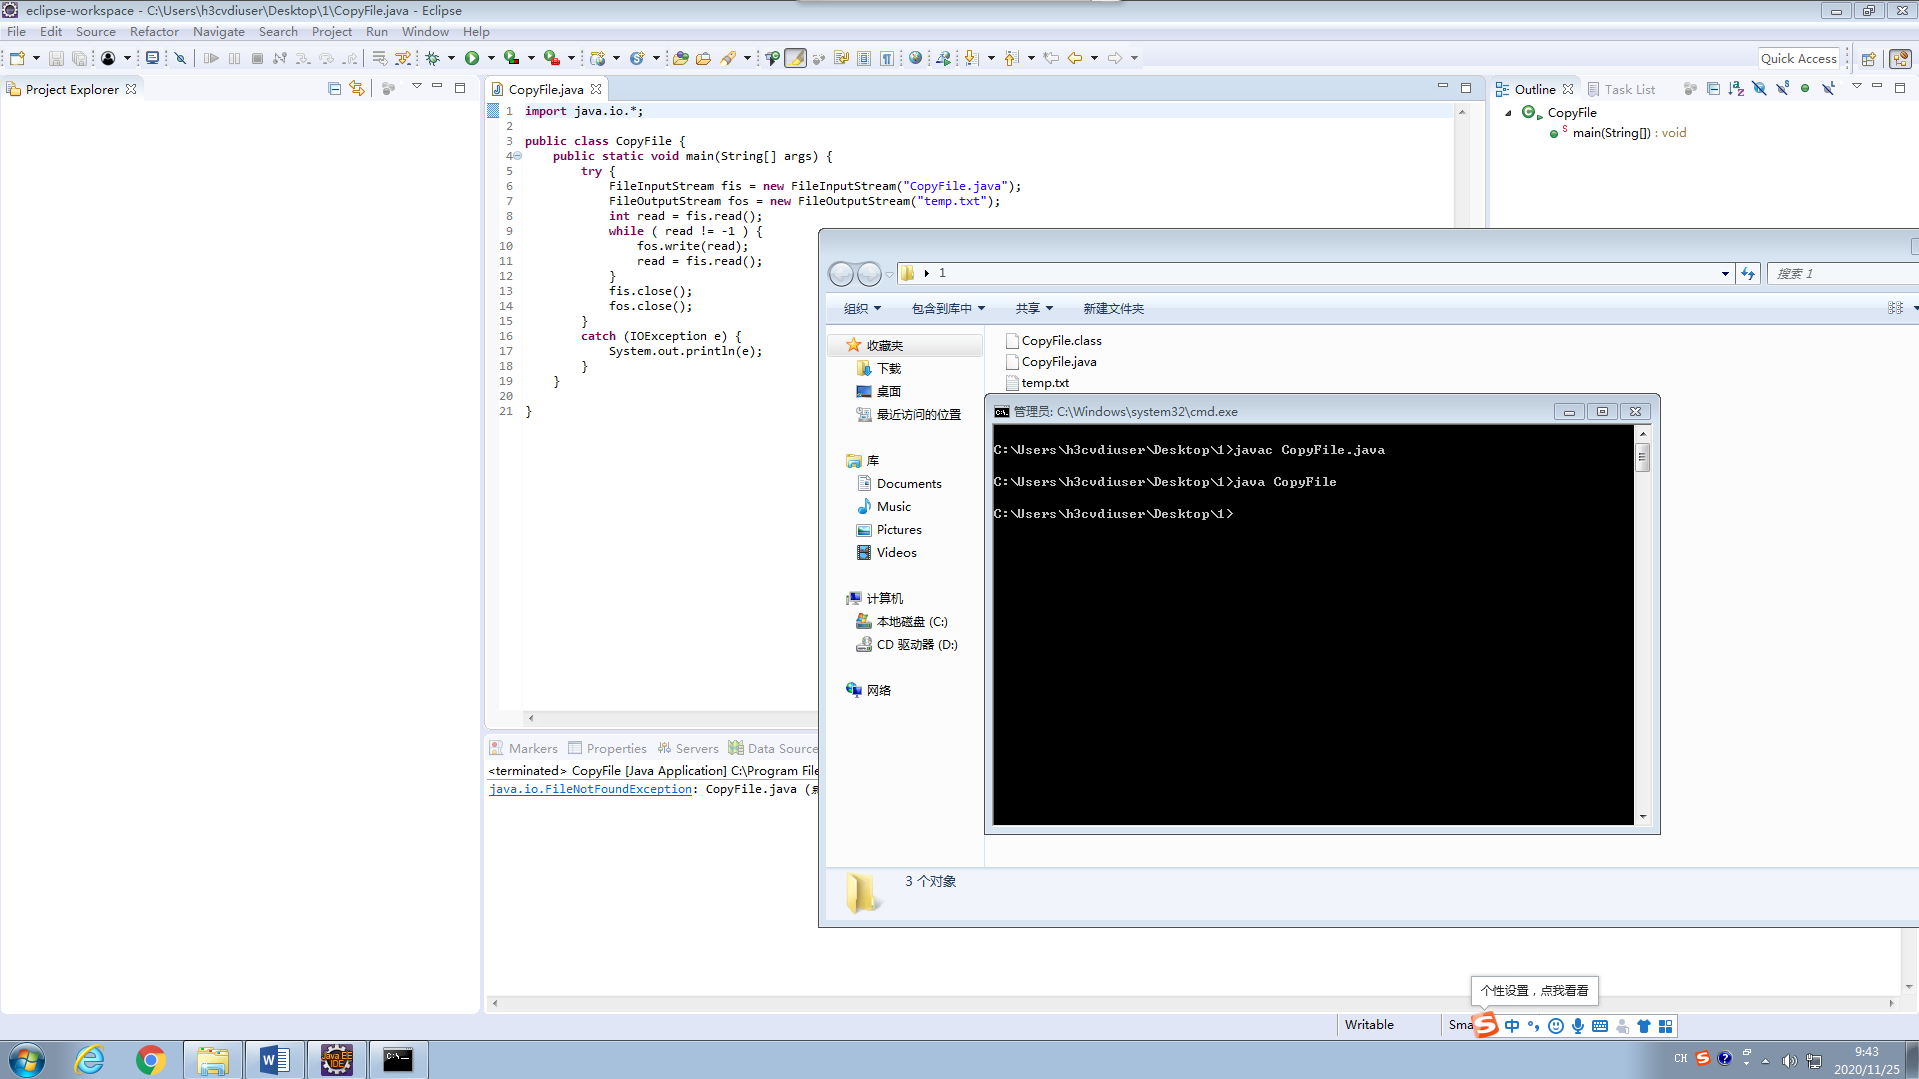 eclipse-workspace - C:\Users\h3cvdiuser\Desktop\1\CopyFile.java - Eclipse
File Edit Source Refactor Navigate Search Project Run Window Help
Quick Access
Project Explorer
CopyFile.java
Outline
Task List
CopyFile
main(String[]) : void
1 import java.io.*;
2
3 public class CopyFile {
4 public static void main(String[] args) {
5 try {
6 FileInputStream fis = new FileInputStream("CopyFile.java");
7 FileOutputStream fos = new FileOutputStream("temp.txt");
8 int read = fis.read();
9 while ( read != -1 ) {
10 fos.write(read);
11 read = fis.read();
12 }
13 fis.close();
14 fos.close();
15 }
16 catch (IOException e) {
17 System.out.println(e);
18 }
19 }
20
21 }
1
搜索 1
组织 包含到库中 共享 新建文件夹
收藏夹
下载
桌面
最近访问的位置
库
Documents
Music
Pictures
Videos
计算机
本地磁盘 (C:)
CD 驱动器 (D:)
网络
CopyFile.class
CopyFile.java
temp.txt
管理员: C:\Windows\system32\cmd.exe
C:\Users\h3cvdiuser\Desktop\1>javac CopyFile.java
C:\Users\h3cvdiuser\Desktop\1>java CopyFile
C:\Users\h3cvdiuser\Desktop\1>
3 个对象
Markers Properties Servers Data Source
<terminated> CopyFile [Java Application] C:\Program File
java.io.FileNotFoundException: CopyFile.java (
个性设置，点我看看
Writable
Sma
中
CH
9:43
2020/11/25